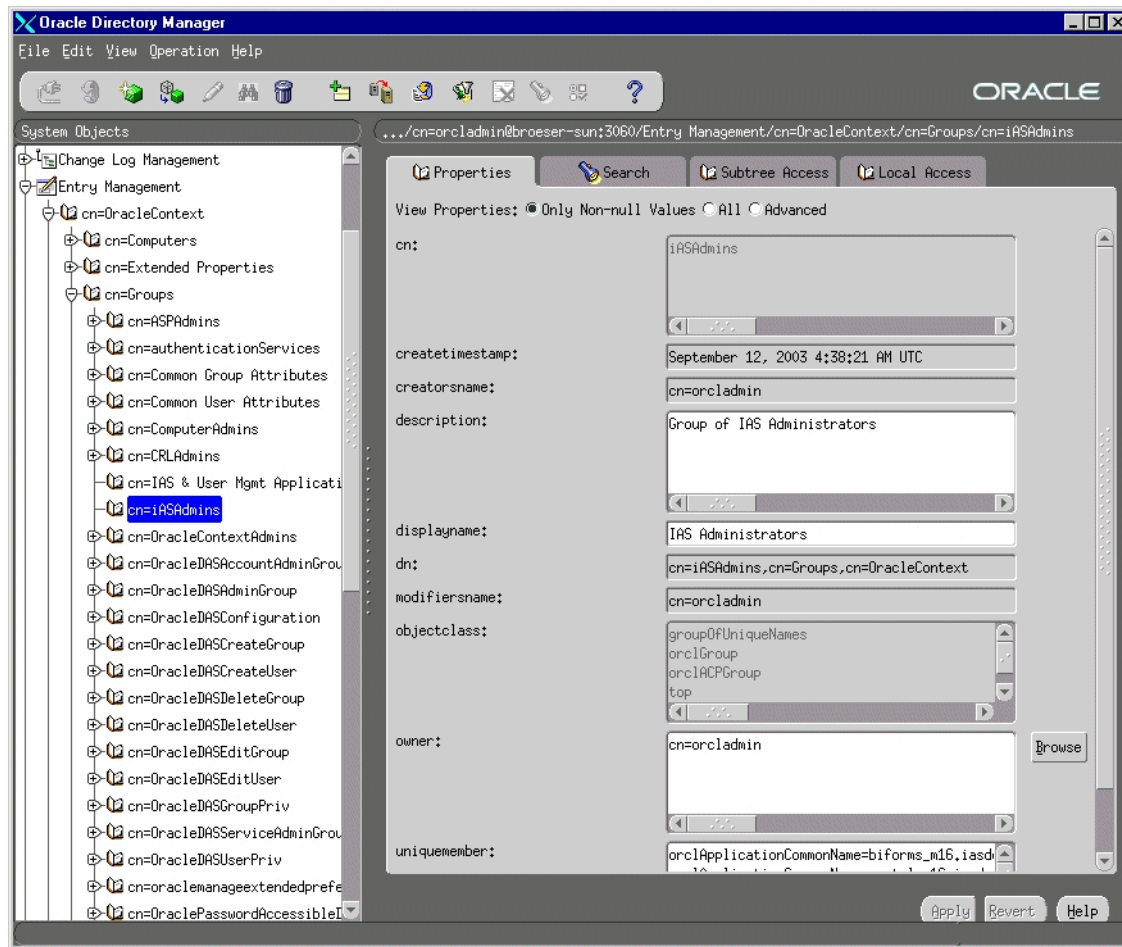 Oracle Directory Manager
File Edit View Operation Help
ORACLE
System Objects
Change Log Management
Entry Management
cn=OracleContext
cn=Computers
cn=Extended Properties
cn=Groups
cn=ASPAdmins
cn=authenticationServices
cn=Common Group Attributes
cn=Common User Attributes
cn=ComputerAdmins
cn=CRLAdmins
cn=IAS & User Mgmt Applicati
cn=iASAdmins
cn=OracleContextAdmins
cn=OracleDASAccountAdminGrou
cn=OracleDASAdminGroup
cn=OracleDASConfiguration
cn=OracleDASCreateGroup
cn=OracleDASCreateUser
cn=OracleDASDeleteGroup
cn=OracleDASDeleteUser
cn=OracleDASEditGroup
cn=OracleDASEditUser
cn=OracleDASGroupPriv
cn=OracleDASServiceAdminGrou
cn=OracleDASUserPriv
cn=oraclemanageextendedprefe
cn=OraclePasswordAccessibleD
.../cn=orcladmin@broeser-sun:3060/Entry Management/cn=OracleContext/cn=Groups/cn=iASAdmins
Properties Search Subtree Access Local Access
View Properties: Only Non-null Values All Advanced
cn: iASAdmins
createtimestamp: September 12, 2003 4:38:21 AM UTC
creatorsname: cn=orcladmin
description: Group of IAS Administrators
displayname: IAS Administrators
dn: cn=iASAdmins,cn=Groups,cn=OracleContext
modifiersname: cn=orcladmin
objectclass: groupOfUniqueNames
orclGroup
orclACPGroup
top
owner: cn=orcladmin
Browse
uniquemember: orclApplicationCommonName=biforms_m16.iasd
Apply Revert Help